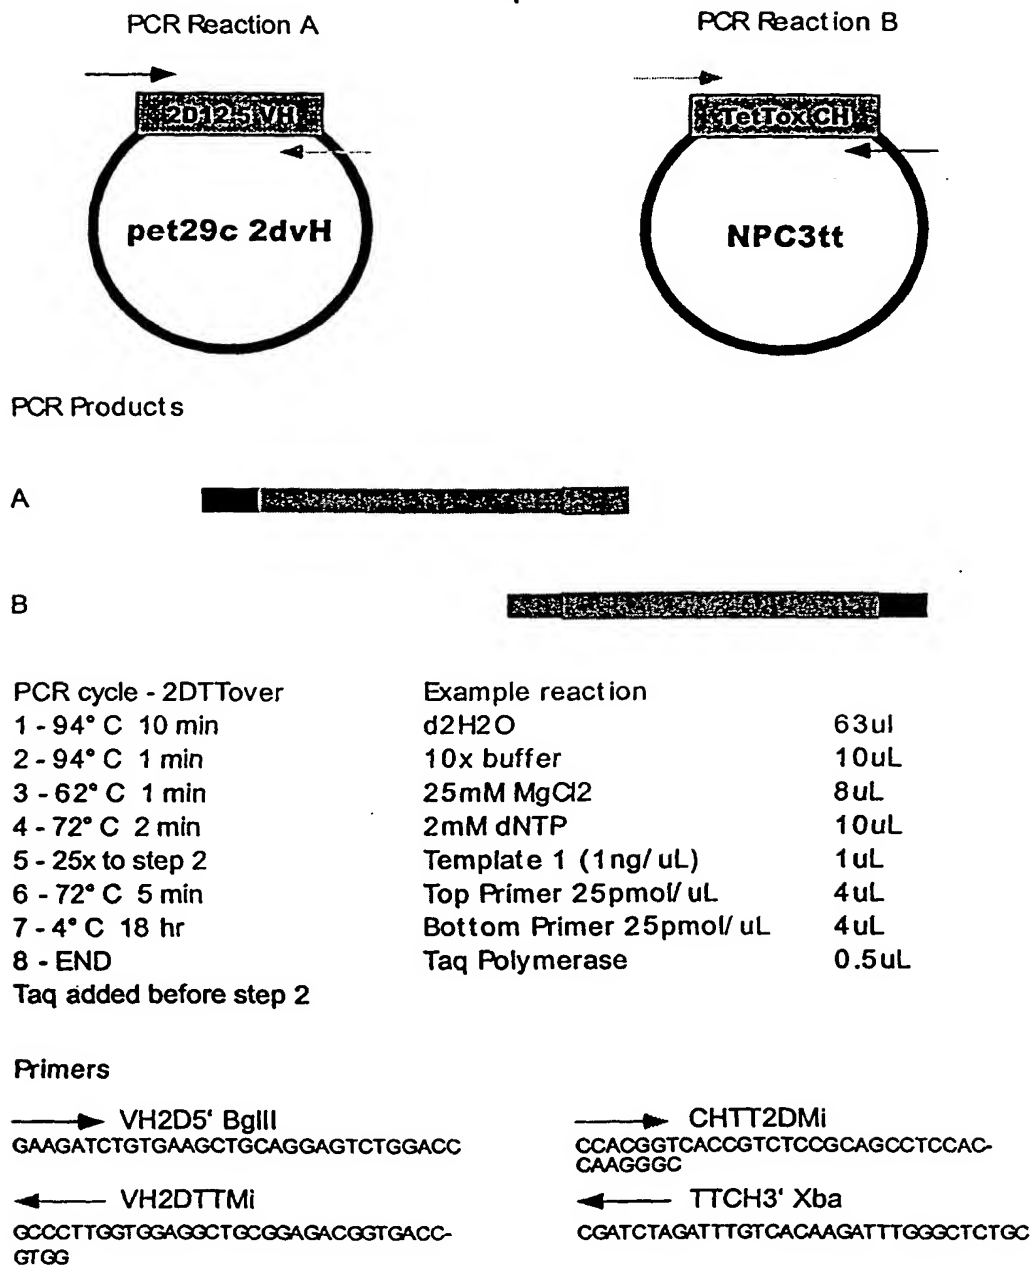 PCR Reaction A
PCR Reaction B
2D12.5 VH
TetTox CH
pet29c 2dvH
NPC3tt
PCR Products
A
B
PCR cycle - 2DTTover
1 - 94° C 10 min
2 - 94° C 1 min
3 - 62° C 1 min
4 - 72° C 2 min
5 - 25x to step 2
6 - 72° C 5 min
7 - 4° C 18 hr
8 - END
Taq added before step 2
Example reaction
d2H2O 63ul
10x buffer 10uL
25mM MgCl2 8uL
2mM dNTP 10uL
Template 1 (1ng/uL) 1uL
Top Primer 25pmol/uL 4uL
Bottom Primer 25pmol/uL 4uL
Taq Polymerase 0.5uL
Primers
VH2D5' BglII
GAAGATCTGTGAAGCTGCAGGAGTCTGGACC
VH2DTTMi
GCCCTTGGTGGAGGCTGCGGAGACGGTGACC-
GTGG
CHTT2DMi
CCACGGTCACCGTCTCCGCAGCCTCCAC-
CAAGGGC
TTCH3' Xba
CGATCTAGATTTGTCACAAGATTTGGGCTCTGC